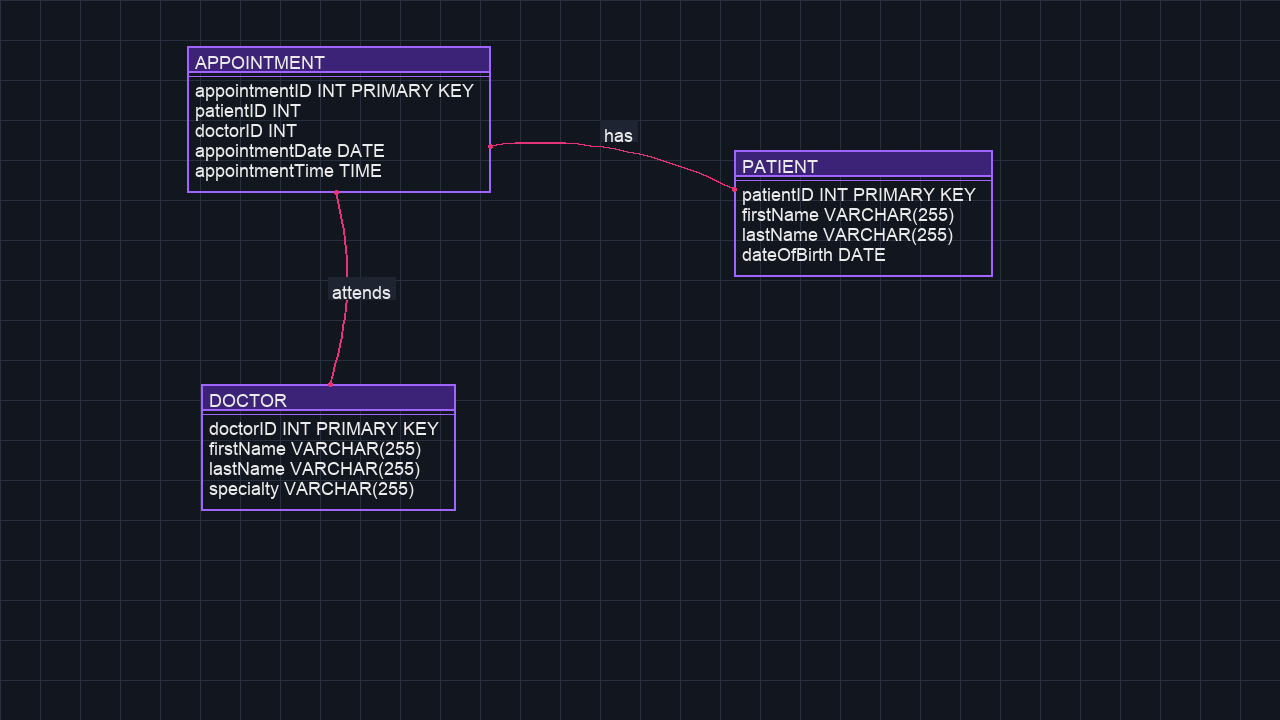 APPOINTMENT
appointmentID INT PRIMARY KEY
patientID INT
doctorID INT
appointmentDate DATE
appointmentTime TIME
has
PATIENT
patientID INT PRIMARY KEY
firstName VARCHAR(255)
lastName VARCHAR(255)
dateOfBirth DATE
attends
DOCTOR
doctorID INT PRIMARY KEY
firstName VARCHAR(255)
lastName VARCHAR(255)
specialty VARCHAR(255)